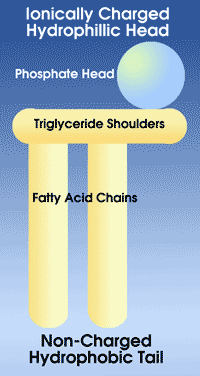 Ionically Charged
Hydrophillic Head
Phosphate Head
Triglyceride Shoulders
Fatty Acid Chains
Non-Charged
Hydrophobic Tail